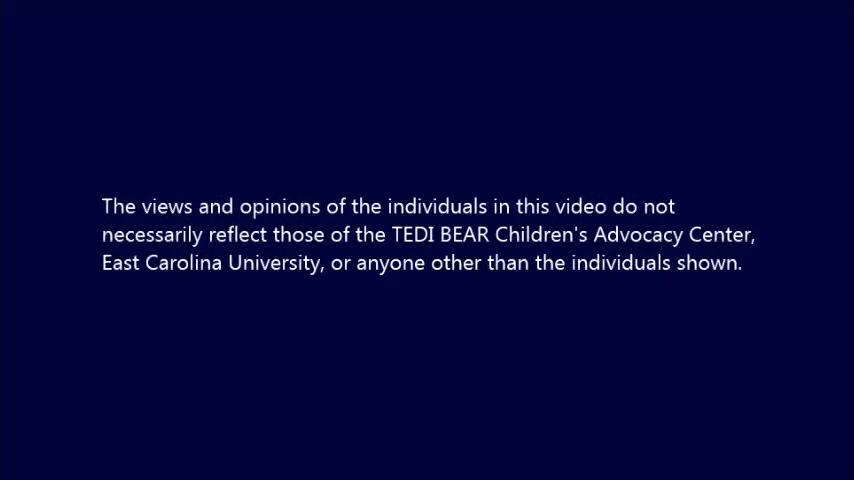 The views and opinions of the individuals in this video do not
necessarily reflect those of the TEDI BEAR Children's Advocacy Center,
East Carolina University, or anyone other than the individuals shown.